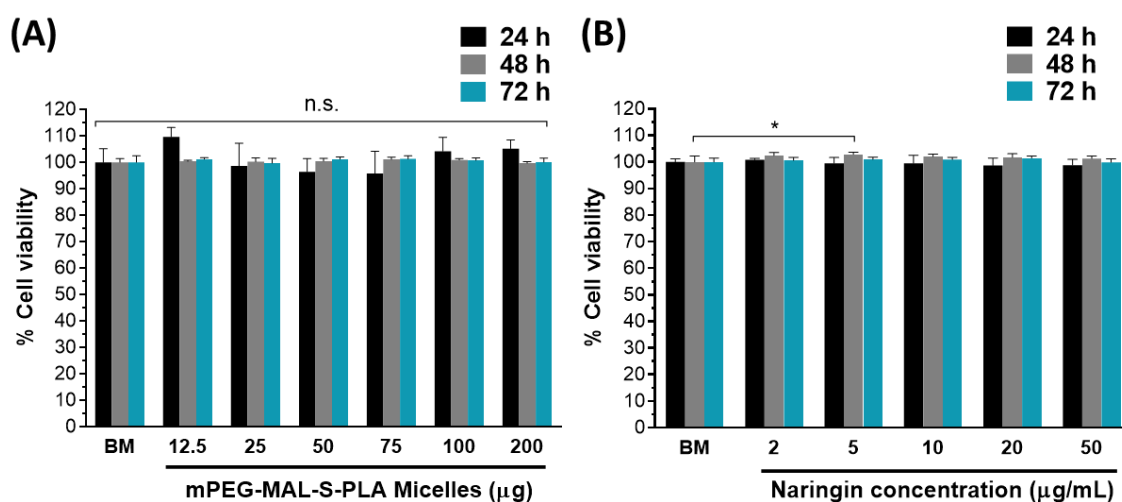 (A)
24 h
48 h
72 h
n.s.
% Cell viability
120
110
100
90
80
70
60
50
40
30
20
10
0
BM 12.5 25 50 75 100 200
mPEG-MAL-S-PLA Micelles (μg)
(B)
24 h
48 h
72 h
*
% Cell viability
120
110
100
90
80
70
60
50
40
30
20
10
0
BM 2 5 10 20 50
Naringin concentration (μg/mL)